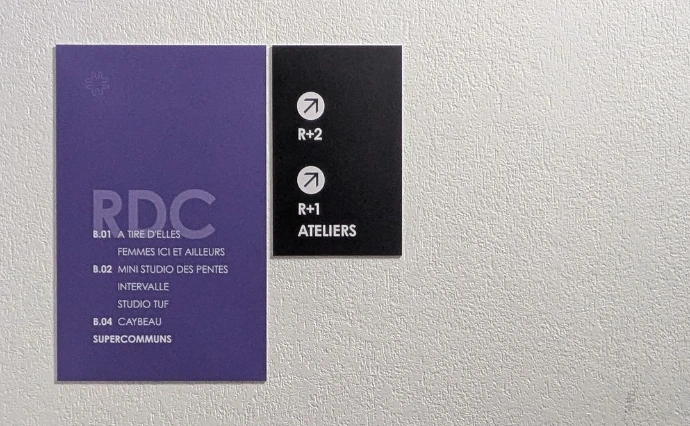 RDC
B.01 A TIRE D'ELLES
FEMMES ICI ET AILLEURS
B.02 MINI STUDIO DES PENTES
INTERVALLE
STUDIO TUF
B.04 CAYBEAU
SUPERCOMMUNS
R+2
R+1
ATELIERS